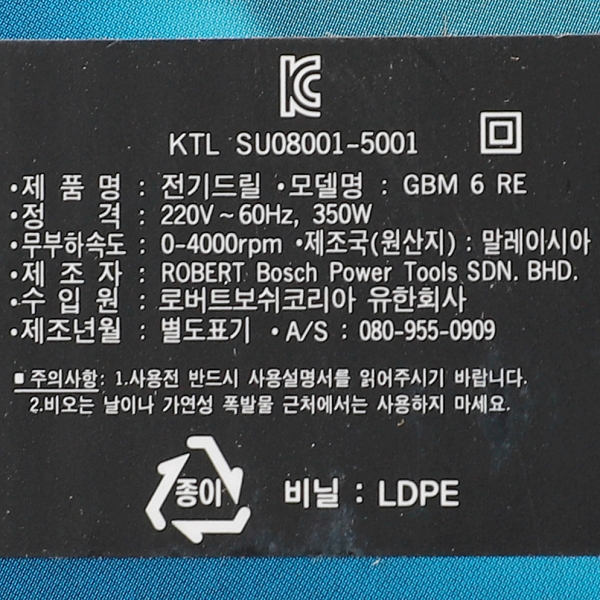 KC
KTL SU08001-5001
•제 품 명 : 전기드릴 •모델명 : GBM 6 RE
•정 격 : 220V~60Hz, 350W
•무부하속도 : 0-4000rpm •제조국(원산지) : 말레이시아
•제 조 자 : ROBERT Bosch Power Tools SDN. BHD.
•수 입 원 : 로버트보쉬코리아 유한회사
•제조년월 : 별도표기 •A/S : 080-955-0909
■ 주의사항: 1.사용전 반드시 사용설명서를 읽어주시기 바랍니다.
2.비오는 날이나 가연성 폭발물 근처에서는 사용하지 마세요.
종이 비닐 : LDPE